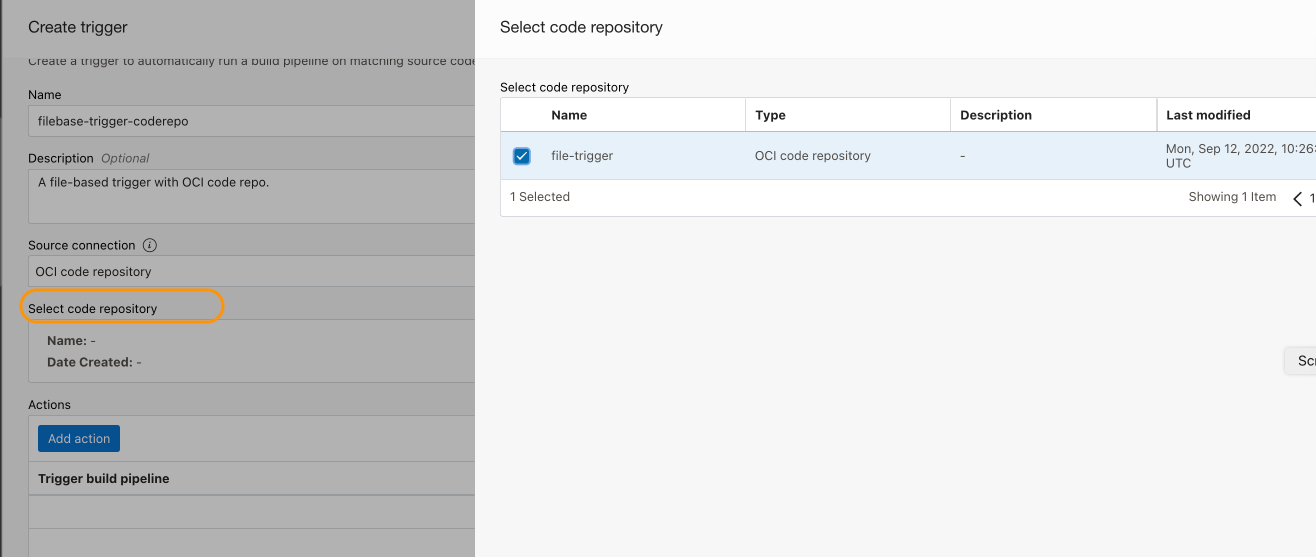 Create trigger
Create a trigger to automatically run a build pipeline on matching source code
Name
filebase-trigger-coderepo
Description Optional
A file-based trigger with OCI code repo.
Source connection i
OCI code repository
Select code repository
Name: -
Date Created: -
Actions
Add action
Trigger build pipeline
Select code repository
Select code repository
Name Type Description Last modified
file-trigger OCI code repository - Mon, Sep 12, 2022, 10:26:
UTC
1 Selected Showing 1 Item 1